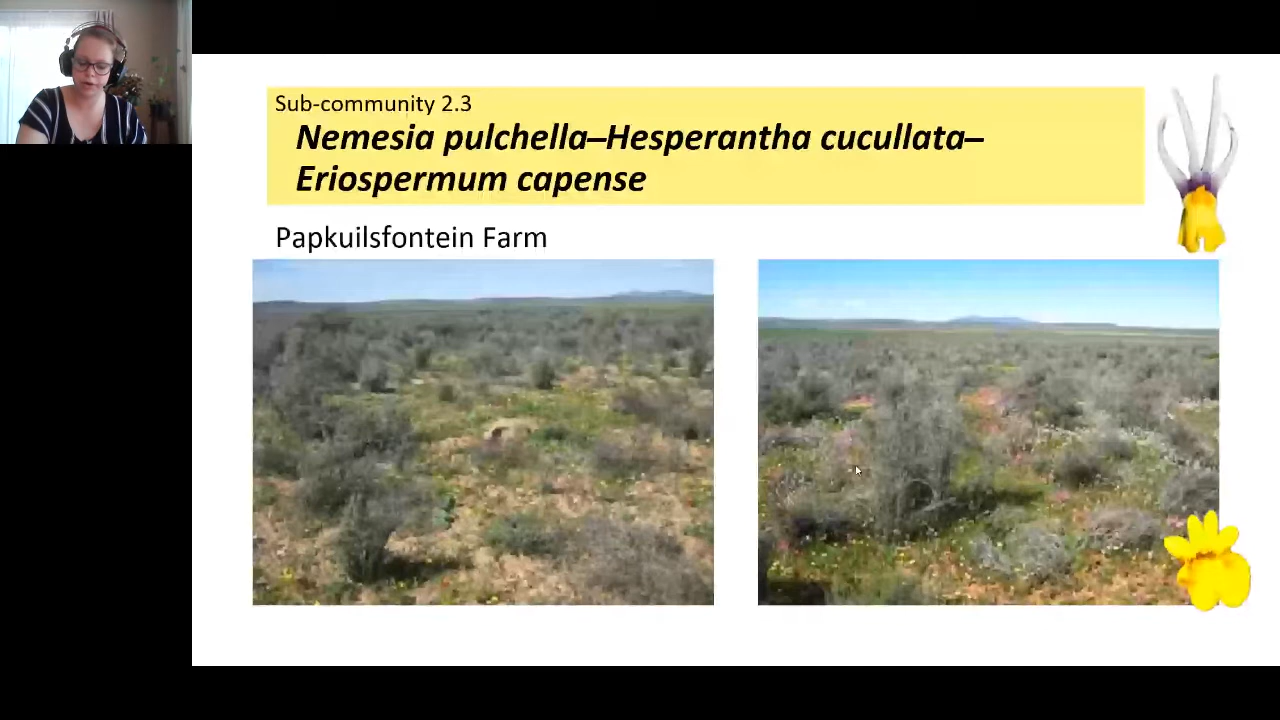 Sub-community 2.3
Nemesia pulchella–Hesperantha cucullata–
Eriospermum capense
Papkuilsfontein Farm